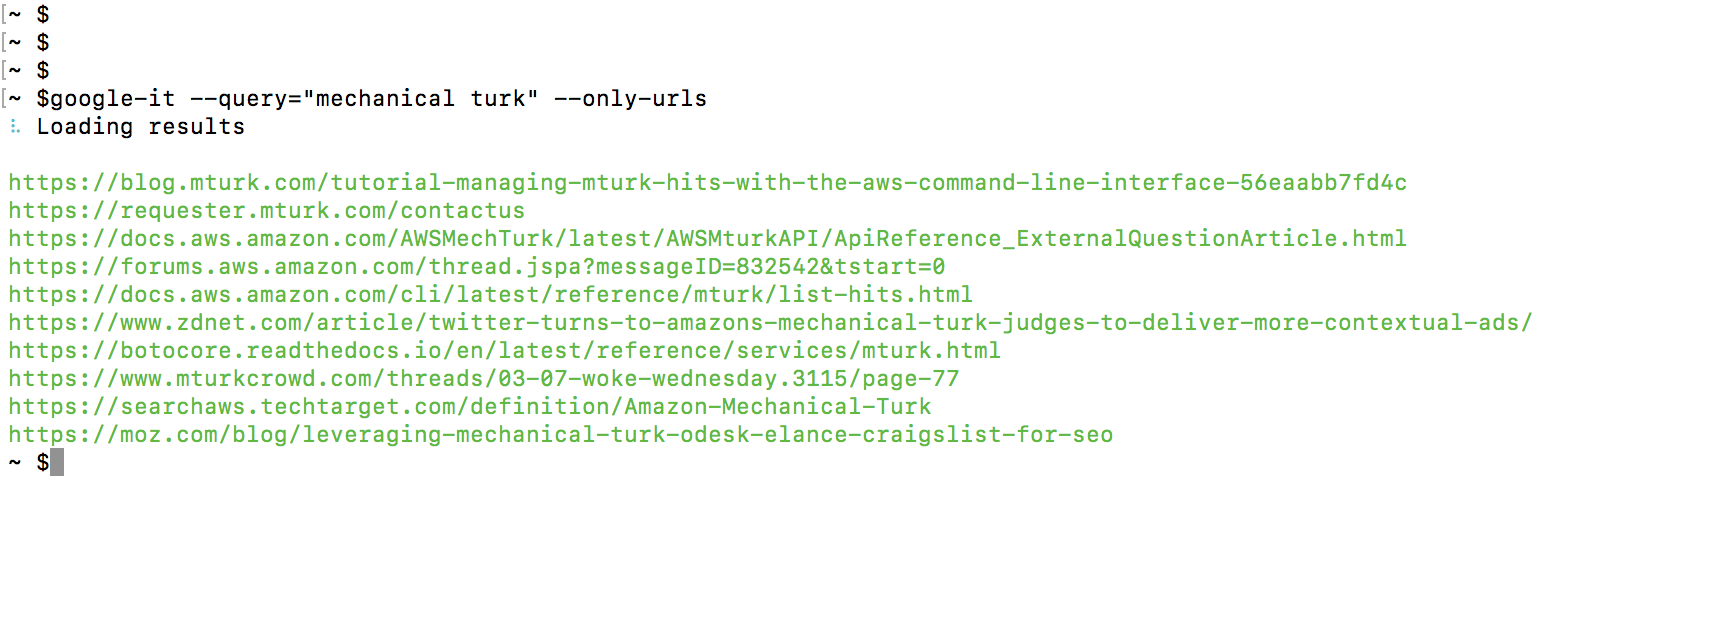 [~ $
[~ $
[~ $
[~ $google-it --query="mechanical turk" --only-urls
⠧ Loading results
https://blog.mturk.com/tutorial-managing-mturk-hits-with-the-aws-command-line-interface-56eaabb7fd4c
https://requester.mturk.com/contactus
https://docs.aws.amazon.com/AWSMechTurk/latest/AWSMturkAPI/ApiReference_ExternalQuestionArticle.html
https://forums.aws.amazon.com/thread.jspa?messageID=832542&tstart=0
https://docs.aws.amazon.com/cli/latest/reference/mturk/list-hits.html
https://www.zdnet.com/article/twitter-turns-to-amazons-mechanical-turk-judges-to-deliver-more-contextual-ads/
https://botocore.readthedocs.io/en/latest/reference/services/mturk.html
https://www.mturkcrowd.com/threads/03-07-woke-wednesday.3115/page-77
https://searchaws.techtarget.com/definition/Amazon-Mechanical-Turk
https://moz.com/blog/leveraging-mechanical-turk-odesk-elance-craigslist-for-seo
~ $